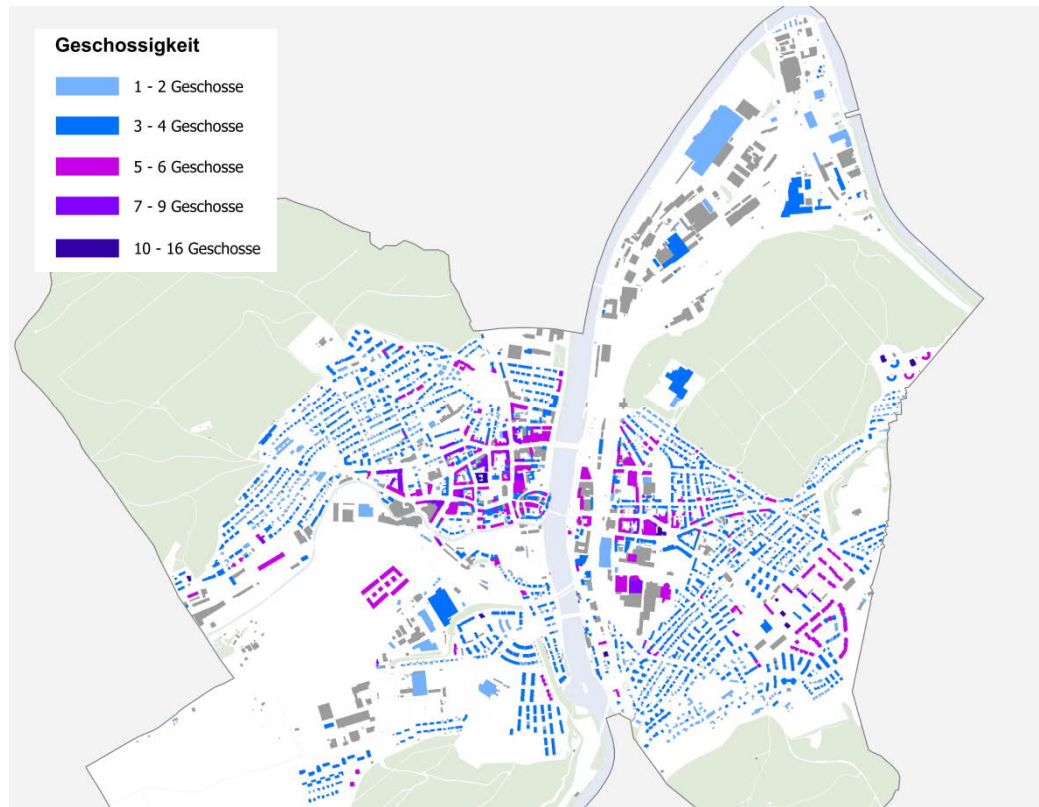 Geschossigkeit
1 - 2 Geschosse
3 - 4 Geschosse
5 - 6 Geschosse
7 - 9 Geschosse
10 - 16 Geschosse